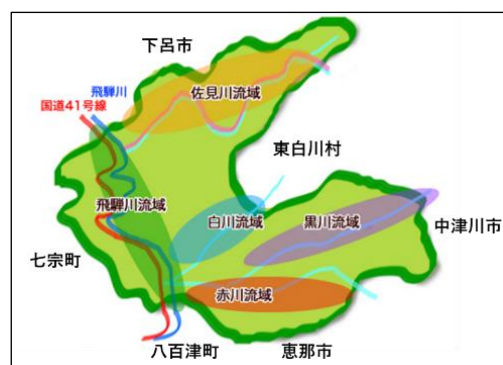 下呂市
飛騨川
国道41号線
佐見川流域
東白川村
飛騨川流域
白川流域
黒川流域
中津川市
七宗町
赤川流域
八百津町
恵那市